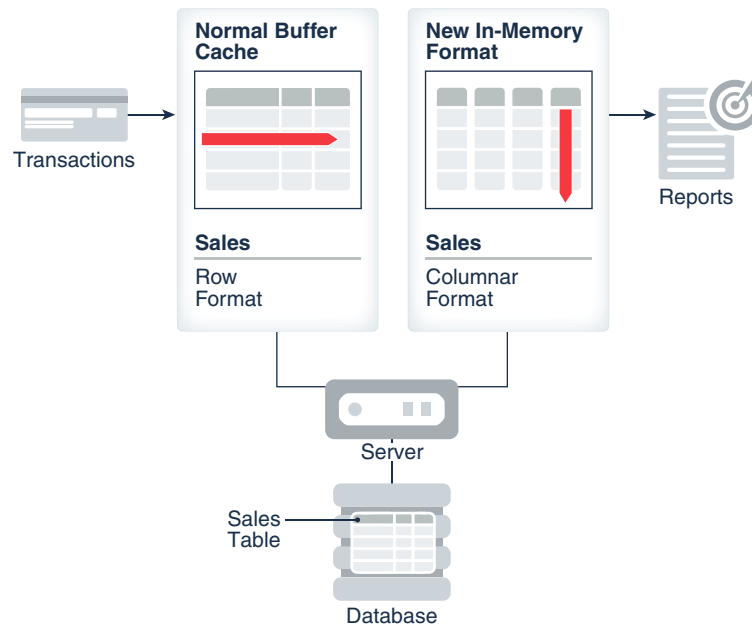 Normal Buffer
Cache
New In-Memory
Format
Transactions
Reports
Sales
Row
Format
Sales
Columnar
Format
Server
Sales
Table
Database